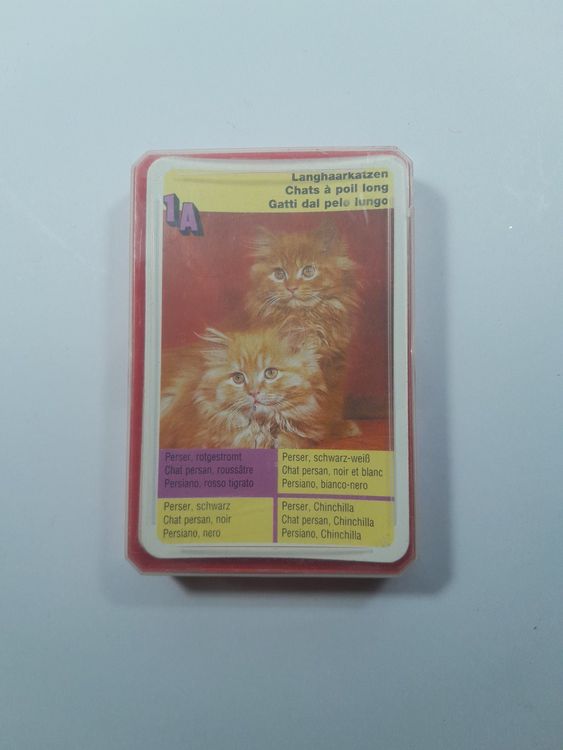 Langhaarkatzen
Chats à poil long
Gatti dal pelo lungo
1A
Perser, rotgestromt
Chat persan, roussâtre
Persiano, rosso tigrato
Perser, schwarz-weiß
Chat persan, noir et blanc
Persiano, bianco-nero
Perser, schwarz
Chat persan, noir
Persiano, nero
Perser, Chinchilla
Chat persan, Chinchilla
Persiano, Chinchilla